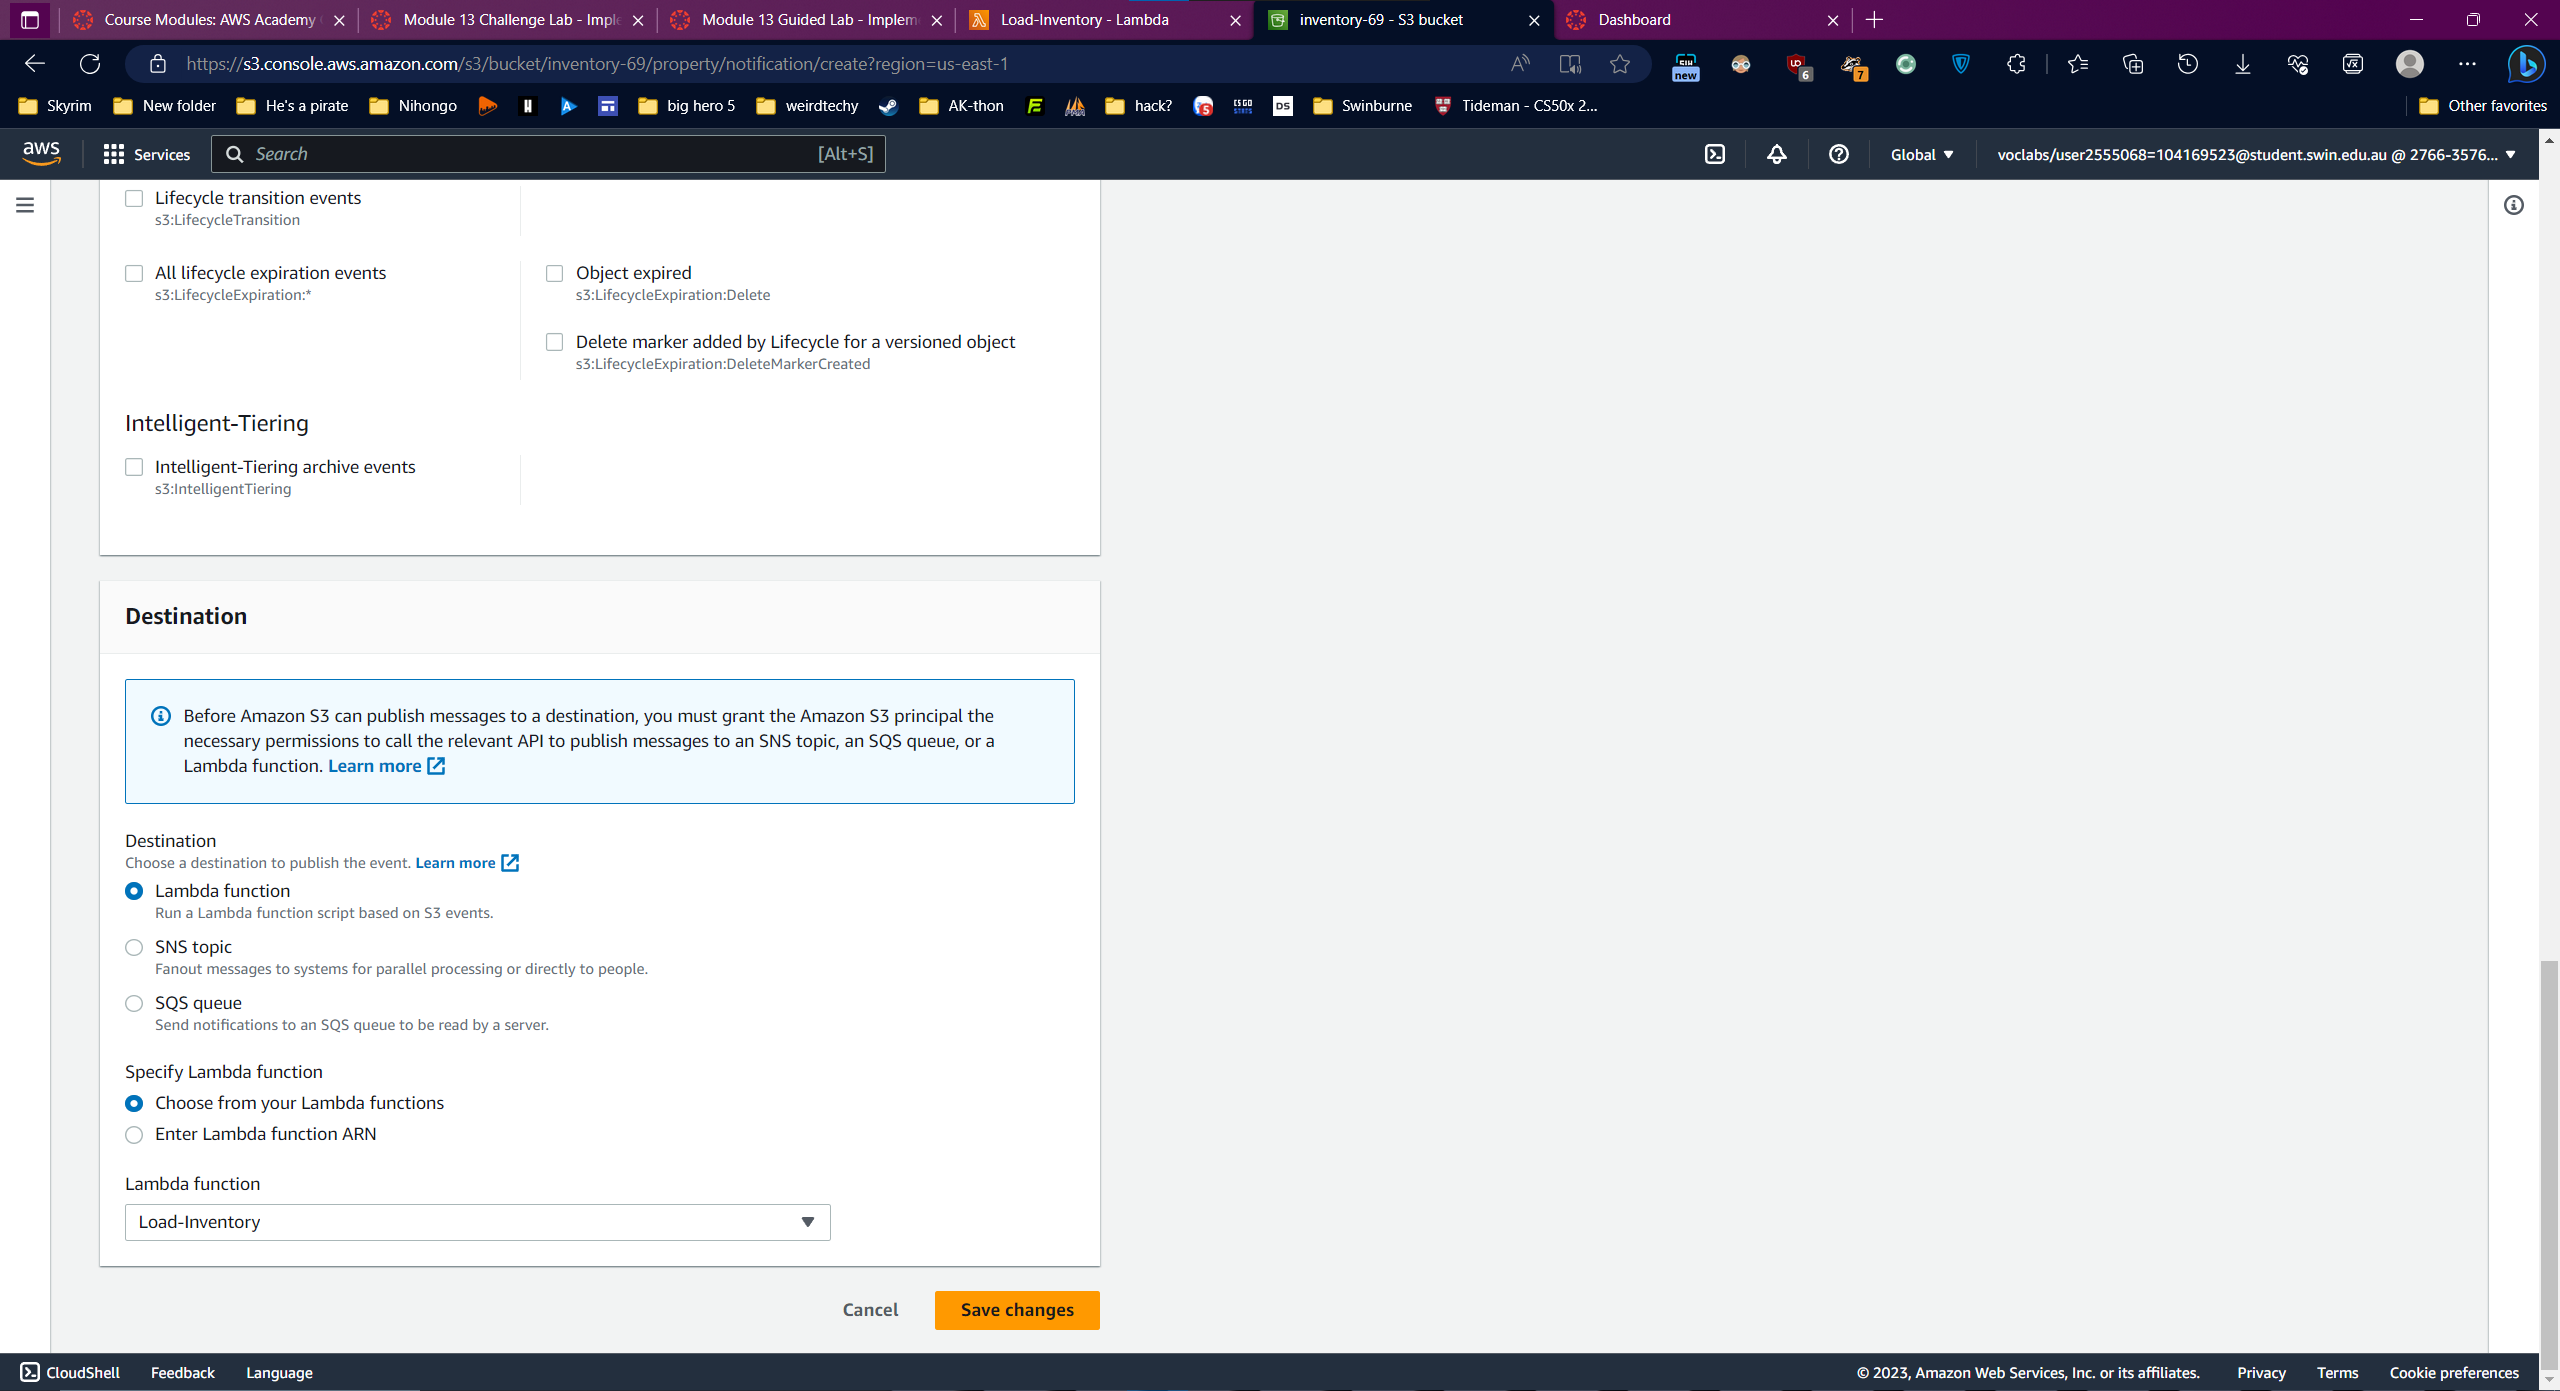 Course Modules: AWS Academy
Module 13 Challenge Lab - Imple
Module 13 Guided Lab - Implem
Load-Inventory - Lambda
inventory-69 - S3 bucket
Dashboard
https://s3.console.aws.amazon.com/s3/bucket/inventory-69/property/notification/create?region=us-east-1
new
6
7
Skyrim
New folder
He's a pirate
Nihongo
big hero 5
weirdtechy
AK-thon
hack?
DS
Swinburne
Tideman - CS50x 2...
Other favorites
aws
Services
Search
[Alt+S]
Global
voclabs/user2555068=104169523@student.swin.edu.au @ 2766-3576...
Lifecycle transition events
s3:LifecycleTransition
All lifecycle expiration events
s3:LifecycleExpiration:*
Object expired
s3:LifecycleExpiration:Delete
Delete marker added by Lifecycle for a versioned object
s3:LifecycleExpiration:DeleteMarkerCreated
Intelligent-Tiering
Intelligent-Tiering archive events
s3:IntelligentTiering
Destination
Before Amazon S3 can publish messages to a destination, you must grant the Amazon S3 principal the
necessary permissions to call the relevant API to publish messages to an SNS topic, an SQS queue, or a
Lambda function. Learn more
Destination
Choose a destination to publish the event. Learn more
Lambda function
Run a Lambda function script based on S3 events.
SNS topic
Fanout messages to systems for parallel processing or directly to people.
SQS queue
Send notifications to an SQS queue to be read by a server.
Specify Lambda function
Choose from your Lambda functions
Enter Lambda function ARN
Lambda function
Load-Inventory
Cancel
Save changes
CloudShell
Feedback
Language
© 2023, Amazon Web Services, Inc. or its affiliates.
Privacy
Terms
Cookie preferences